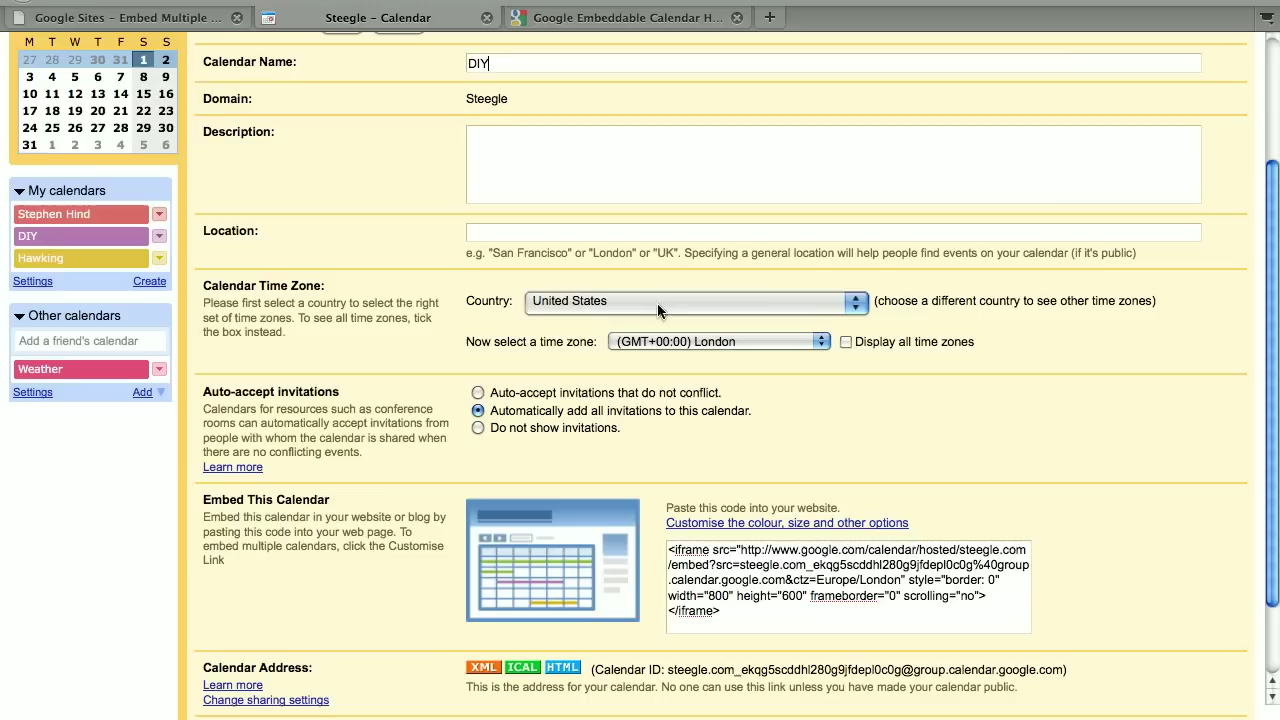 Google Sites – Embed Multiple ...
Steegle – Calendar
Google Embeddable Calendar H...
M T W T F S S
27 28 29 30 31 1 2
3 4 5 6 7 8 9
10 11 12 13 14 15 16
17 18 19 20 21 22 23
24 25 26 27 28 29 30
31 1 2 3 4 5 6
My calendars
Stephen Hind
DIY
Hawking
Settings Create
Other calendars
Add a friend's calendar
Weather
Settings Add
Calendar Name:
DIY
Domain:
Steegle
Description:
Location:
e.g. "San Francisco" or "London" or "UK". Specifying a general location will help people find events on your calendar (if it's public)
Calendar Time Zone:
Please first select a country to select the right
set of time zones. To see all time zones, tick
the box instead.
Country: United States (choose a different country to see other time zones)
Now select a time zone: (GMT+00:00) London Display all time zones
Auto-accept invitations
Calendars for resources such as conference
rooms can automatically accept invitations from
people with whom the calendar is shared when
there are no conflicting events.
Learn more
Auto-accept invitations that do not conflict.
Automatically add all invitations to this calendar.
Do not show invitations.
Embed This Calendar
Embed this calendar in your website or blog by
pasting this code into your web page. To
embed multiple calendars, click the Customise
Link
Paste this code into your website.
Customise the colour, size and other options
<iframe src="http://www.google.com/calendar/hosted/steegle.com
/embed?src=steegle.com_ekqg5scddhl280g9jfdepl0c0g%40group
.calendar.google.com&ctz=Europe/London" style="border: 0"
width="800" height="600" frameborder="0" scrolling="no">
</iframe>
Calendar Address:
Learn more
Change sharing settings
XML ICAL HTML (Calendar ID: steegle.com_ekqg5scddhl280g9jfdepl0c0g@group.calendar.google.com)
This is the address for your calendar. No one can use this link unless you have made your calendar public.